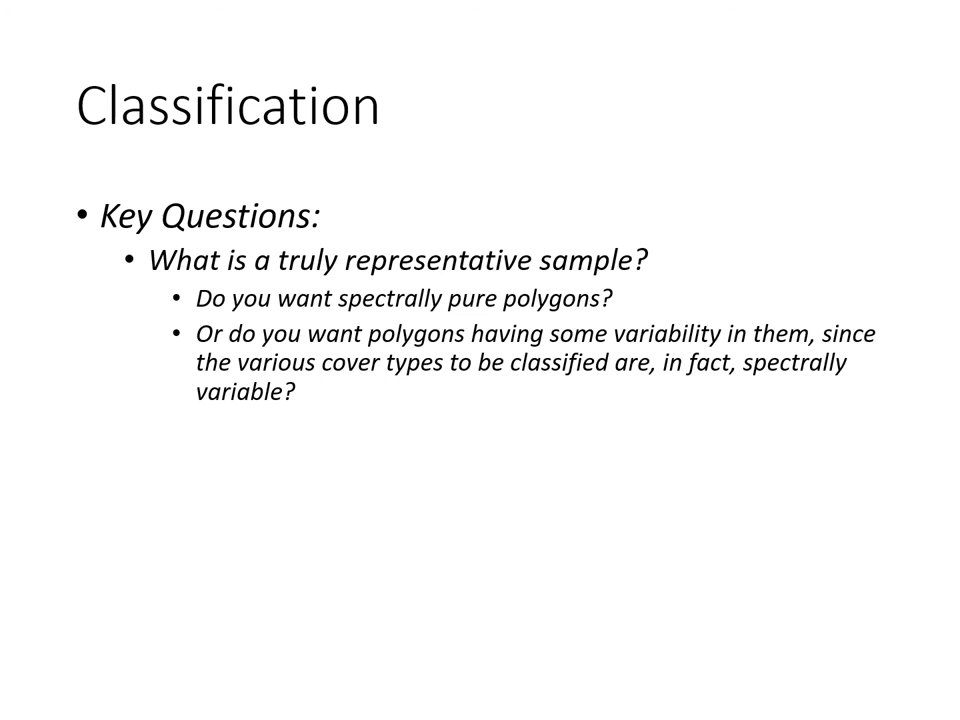 Classification
• Key Questions:
• What is a truly representative sample?
• Do you want spectrally pure polygons?
• Or do you want polygons having some variability in them, since
the various cover types to be classified are, in fact, spectrally
variable?